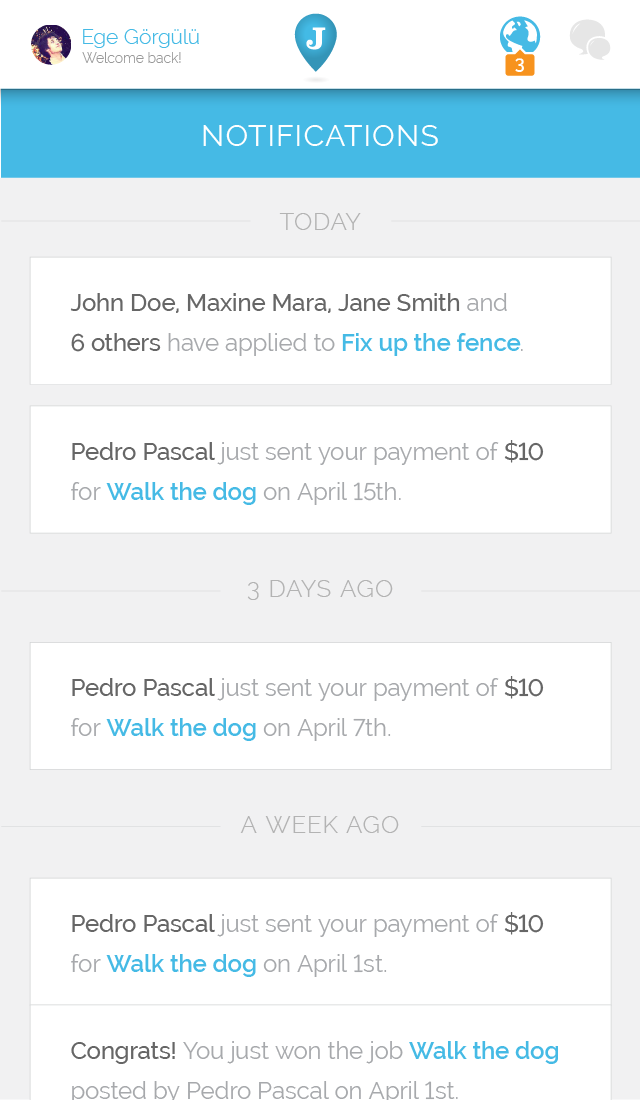 Ege Görgülü
Welcome back!
J
3
NOTIFICATIONS
TODAY
John Doe, Maxine Mara, Jane Smith and
6 others have applied to Fix up the fence.
Pedro Pascal just sent your payment of $10
for Walk the dog on April 15th.
3 DAYS AGO
Pedro Pascal just sent your payment of $10
for Walk the dog on April 7th.
A WEEK AGO
Pedro Pascal just sent your payment of $10
for Walk the dog on April 1st.
Congrats! You just won the job Walk the dog
posted by Pedro Pascal on April 1st.